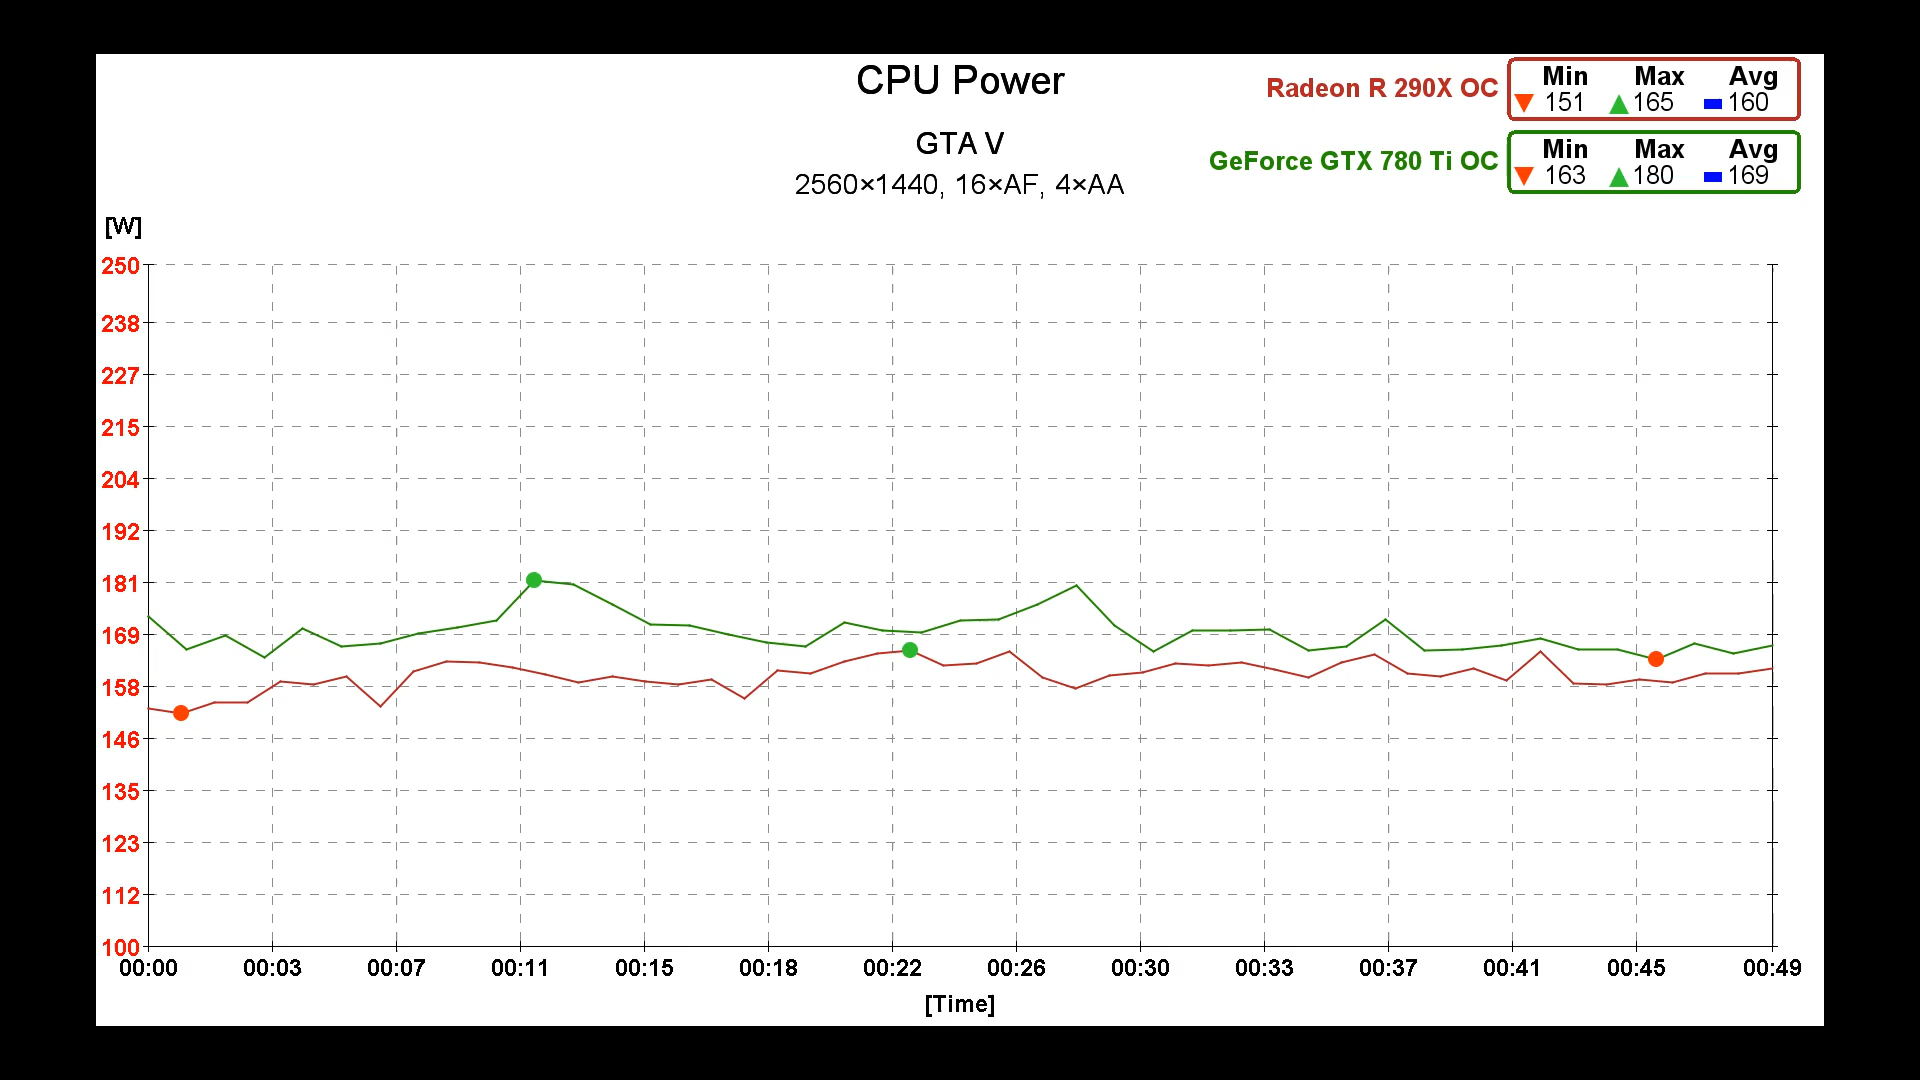 CPU Power
GTA V
2560×1440, 16×AF, 4×AA
Radeon R 290X OC
Min Max Avg
151 165 160
GeForce GTX 780 Ti OC
Min Max Avg
163 180 169
[W]
250
238
227
215
204
192
181
169
158
146
135
123
112
100
00:00 00:03 00:07 00:11 00:15 00:18 00:22 00:26 00:30 00:33 00:37 00:41 00:45 00:49
[Time]